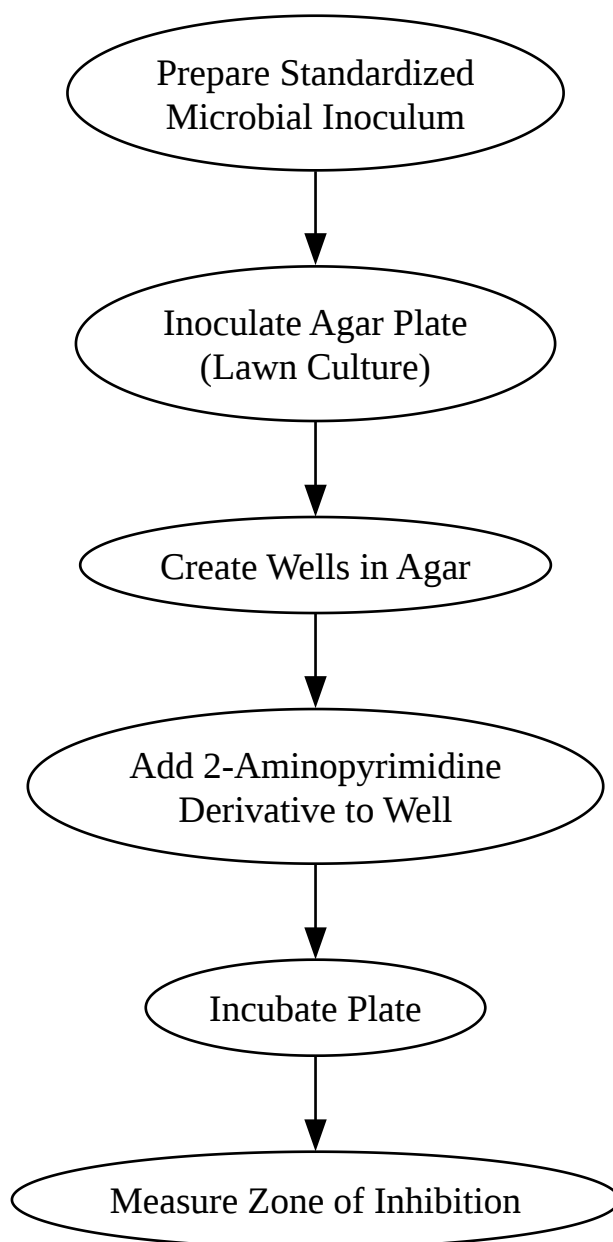 Prepare Standardized
Microbial Inoculum
Inoculate Agar Plate
(Lawn Culture)
Create Wells in Agar
Add 2-Aminopyrimidine
Derivative to Well
Incubate Plate
Measure Zone of Inhibition